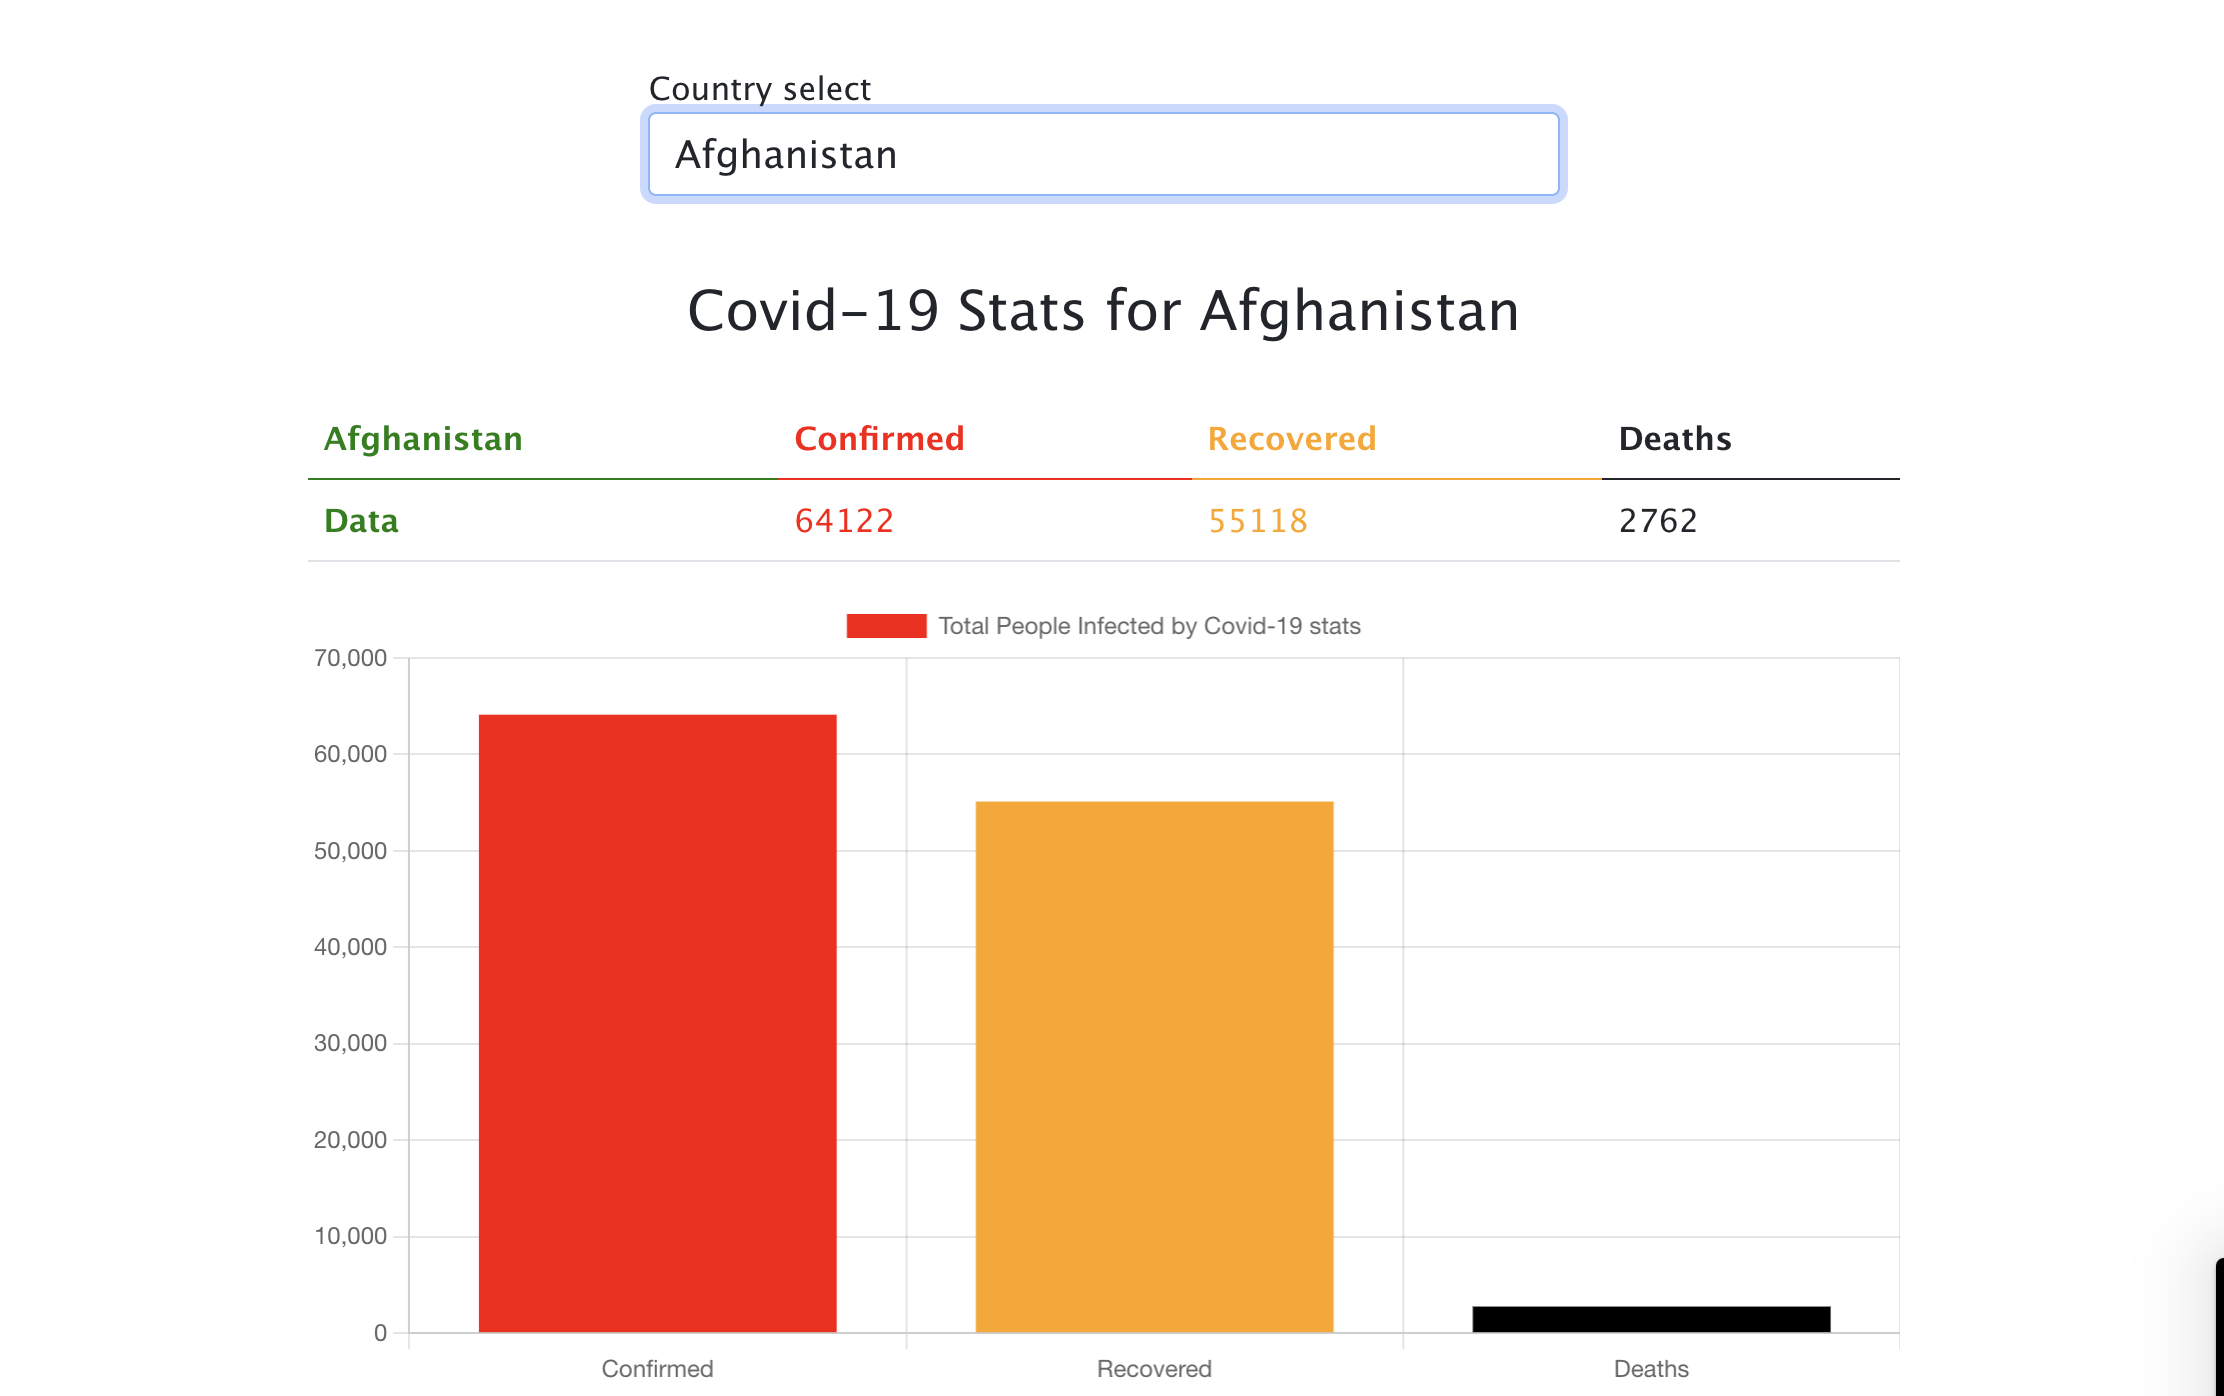 Country select
Afghanistan
Covid-19 Stats for Afghanistan
Afghanistan Confirmed Recovered Deaths
Data 64122 55118 2762
Total People Infected by Covid-19 stats
70,000
60,000
50,000
40,000
30,000
20,000
10,000
0
Confirmed Recovered Deaths